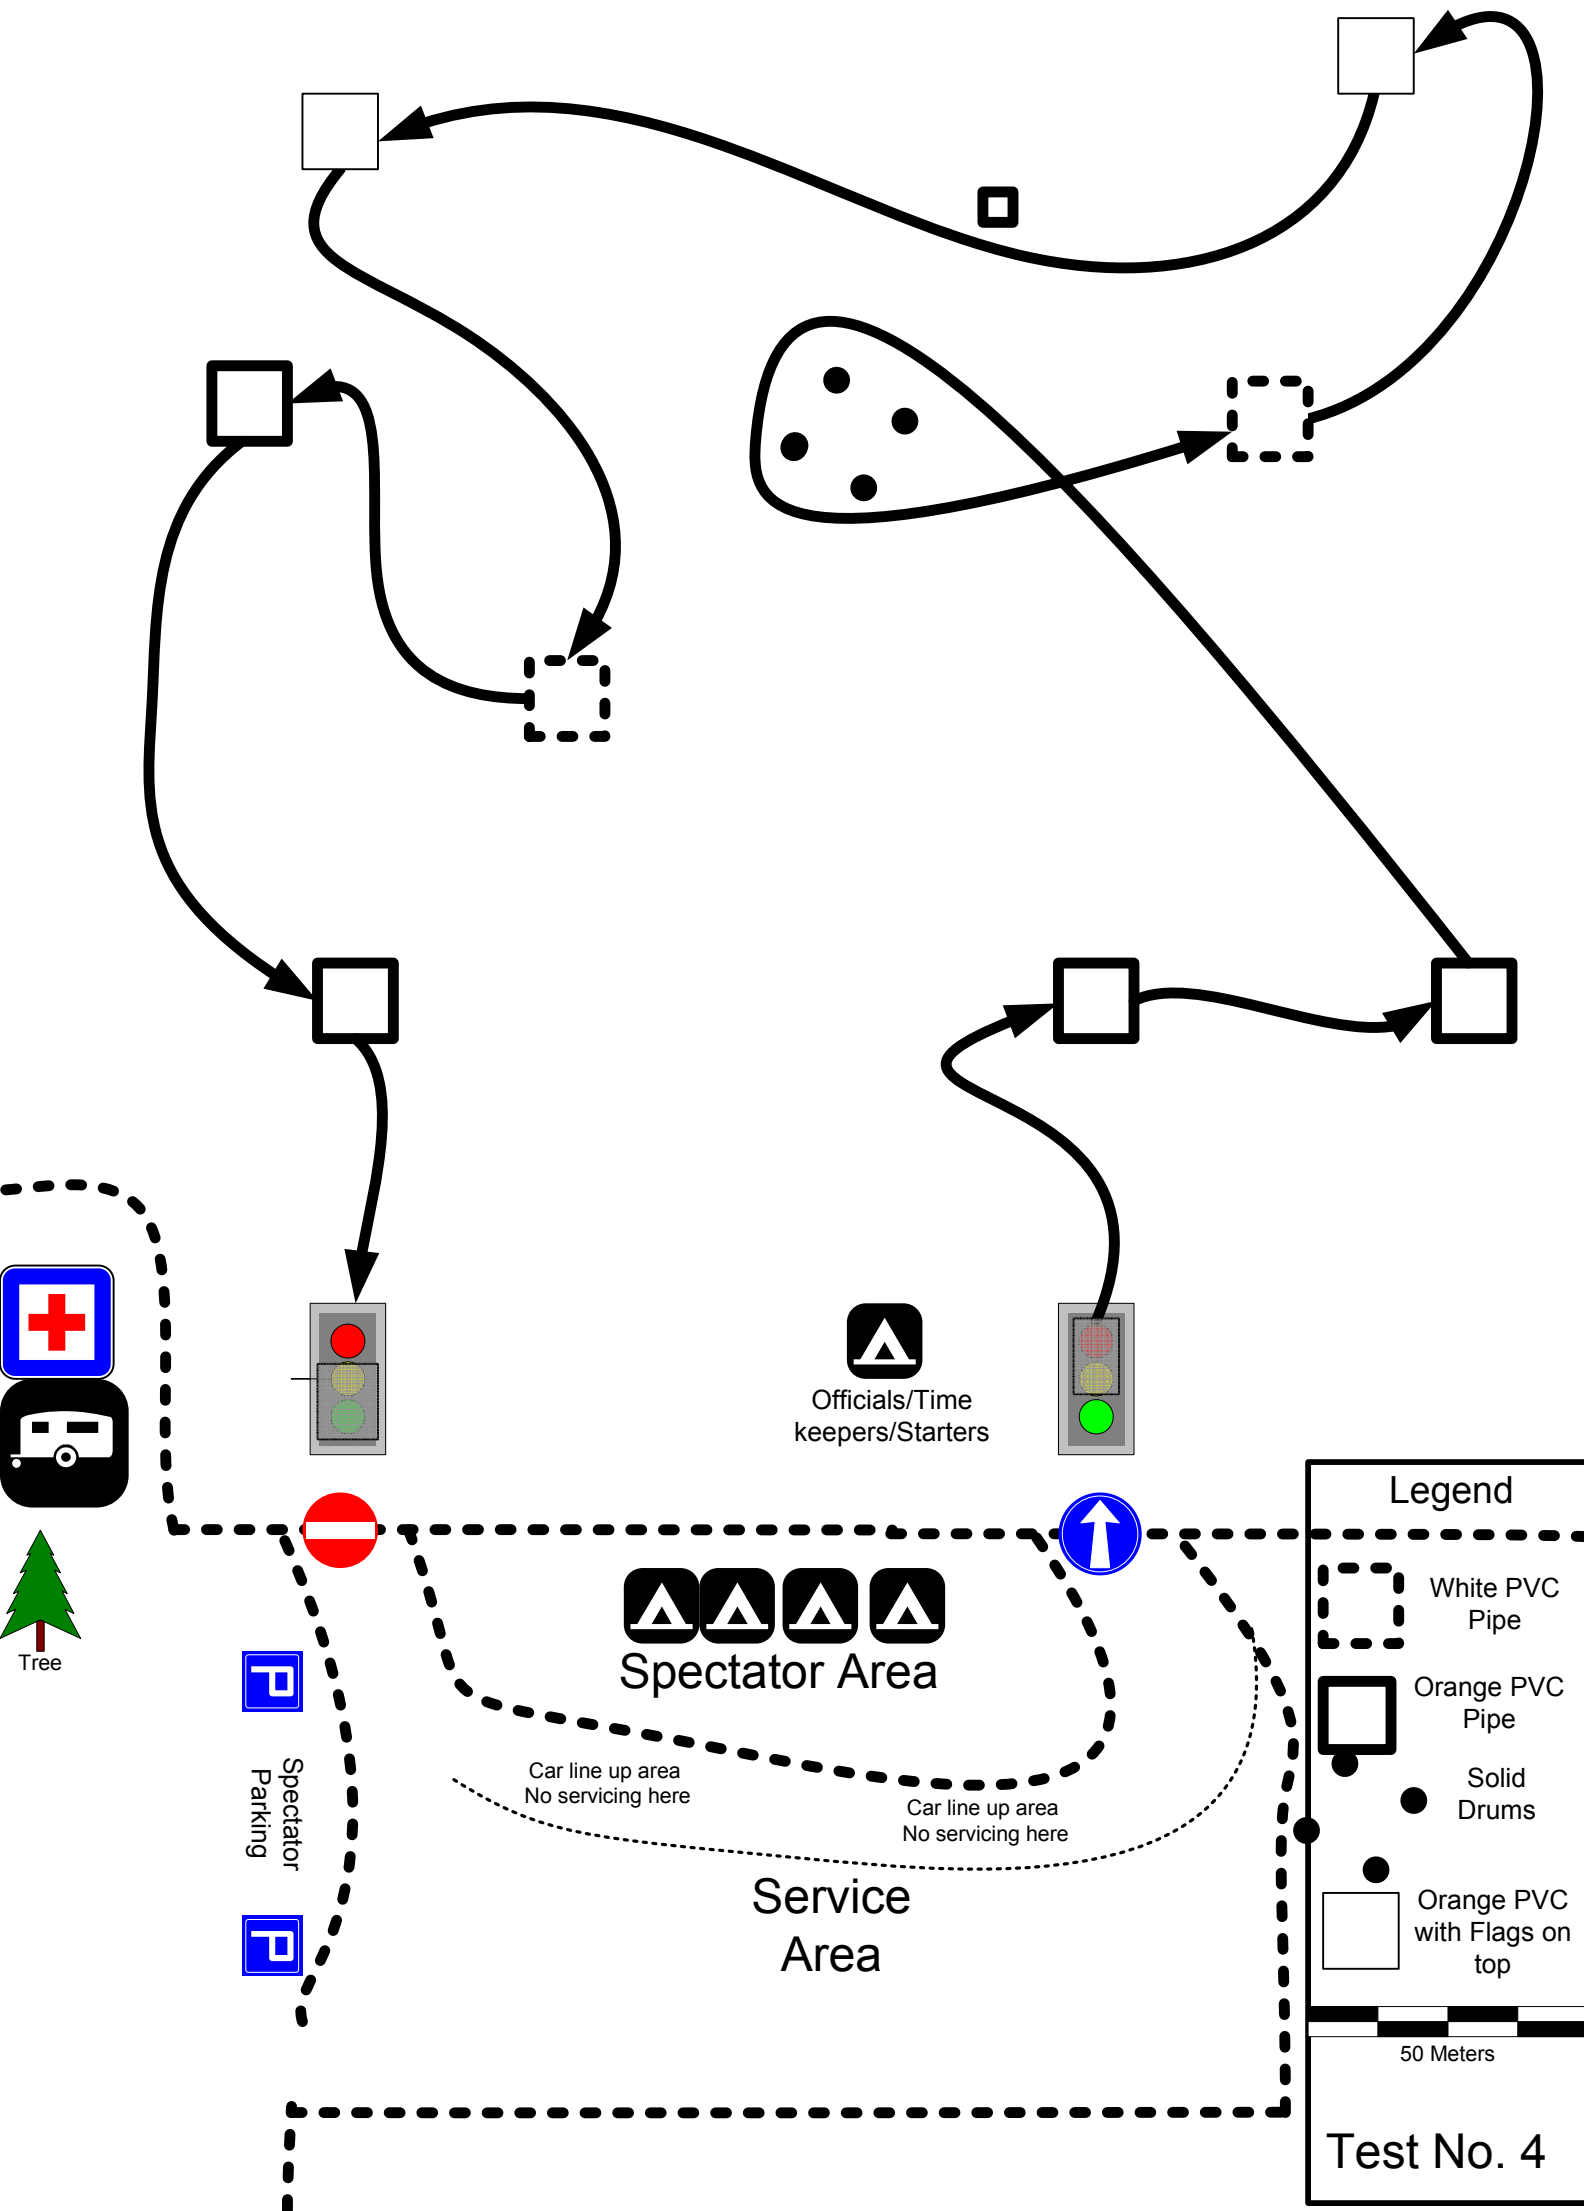 Officials/Time
keepers/Starters
Legend
White PVC
Pipe
Orange PVC
Pipe
Solid
Drums
Orange PVC
with Flags on
top
50 Meters
Test No. 4
Tree
Spectator Area
P
Spectator
Parking
P
Car line up area
No servicing here
Car line up area
No servicing here
Service
Area